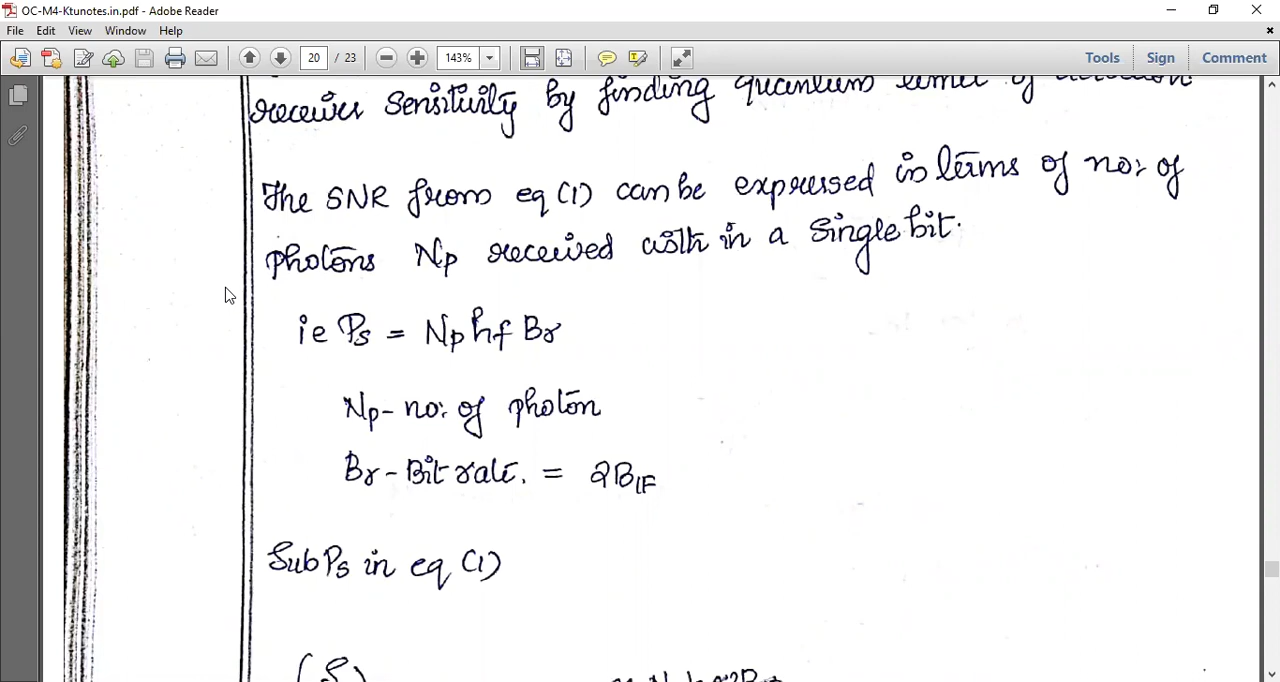 OC-M4-Ktunotes.in.pdf - Adobe Reader
File Edit View Window Help
20 / 23 143% Tools Sign Comment
receiver sensitivity by finding quantum limit of
The SNR from eq (1) can be expressed in terms of no: of
photons Np received with in a single bit.
ie Ps = Np hf Br
Np - no: of photon
Br - Bit rate. = 2BIF
Sub Ps in eq (1)